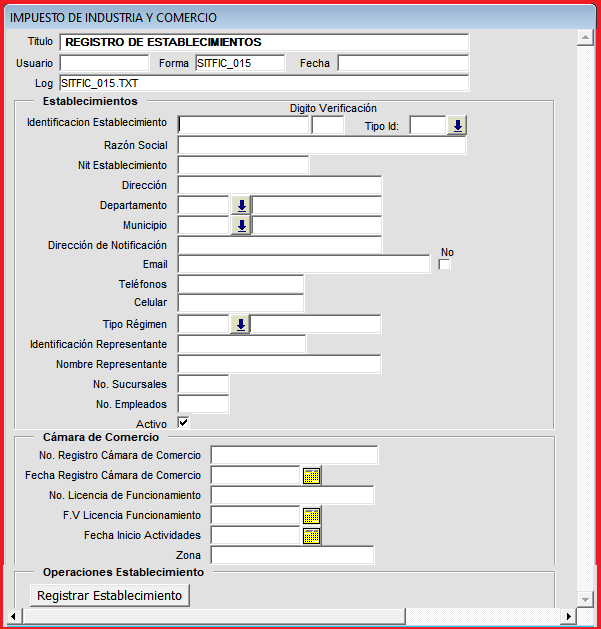 IMPUESTO DE INDUSTRIA Y COMERCIO
Titulo REGISTRO DE ESTABLECIMIENTOS
Usuario Forma SITFIC_015 Fecha
Log SITFIC_015.TXT
Establecimientos
Digito Verificación
Identificacion Establecimiento Tipo Id:
Razón Social
Nit Establecimiento
Dirección
Departamento
Municipio
Dirección de Notificación
No
Email
Teléfonos
Celular
Tipo Régimen
Identificación Representante
Nombre Representante
No. Sucursales
No. Empleados
Activo
Cámara de Comercio
No. Registro Cámara de Comercio
Fecha Registro Cámara de Comercio
No. Licencia de Funcionamiento
F.V Licencia Funcionamiento
Fecha Inicio Actividades
Zona
Operaciones Establecimiento
Registrar Establecimiento